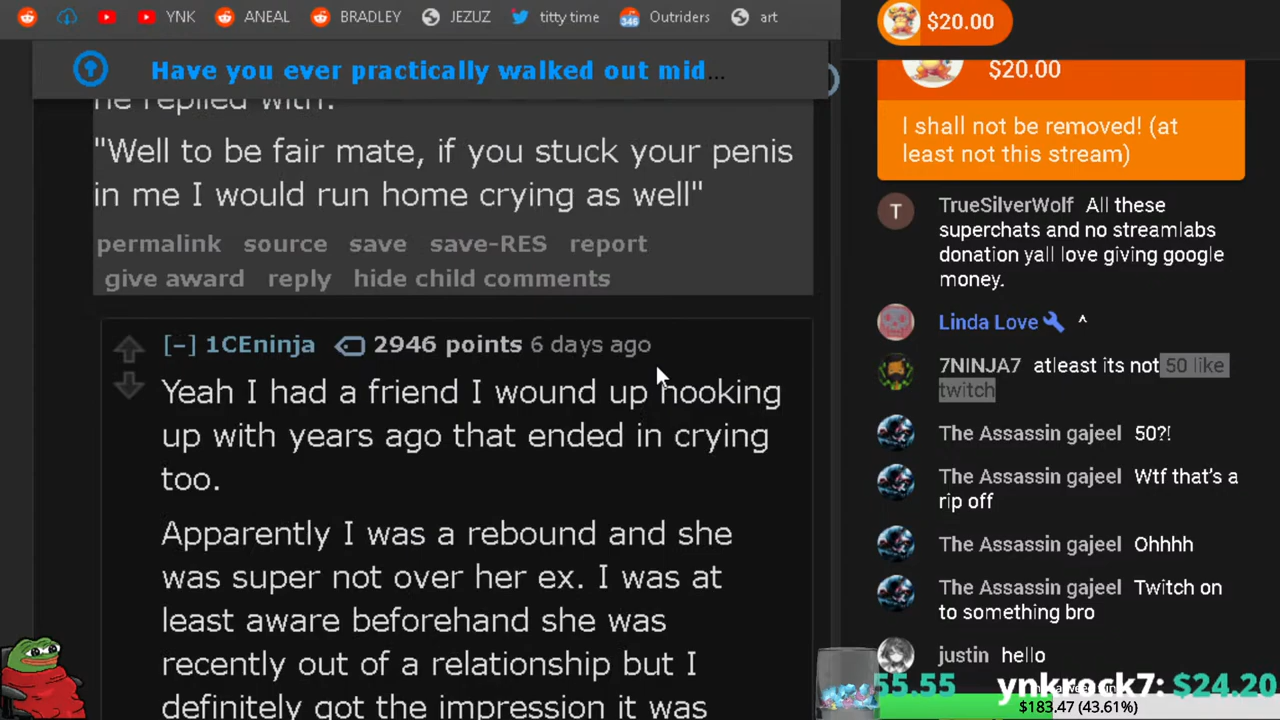 YNK ANEAL BRADLEY JEZUZ titty time 346 Outriders art
Have you ever practically walked out mid...
he replied with:
"Well to be fair mate, if you stuck your penis
in me I would run home crying as well"
permalink source save save-RES report
give award reply hide child comments
[–] 1CEninja 2946 points 6 days ago
Yeah I had a friend I wound up hooking
up with years ago that ended in crying
too.
Apparently I was a rebound and she
was super not over her ex. I was at
least aware beforehand she was
recently out of a relationship but I
definitely got the impression it was
$20.00
$20.00
I shall not be removed! (at
least not this stream)
T
TrueSilverWolf All these
superchats and no streamlabs
donation yall love giving google
money.
Linda Love ^
7NINJA7 atleast its not 50 like
twitch
The Assassin gajeel 50?!
The Assassin gajeel Wtf that's a
rip off
The Assassin gajeel Ohhhh
The Assassin gajeel Twitch on
to something bro
justin hello
55.55 ynkrock7: $24.20
$183.47 (43.61%)